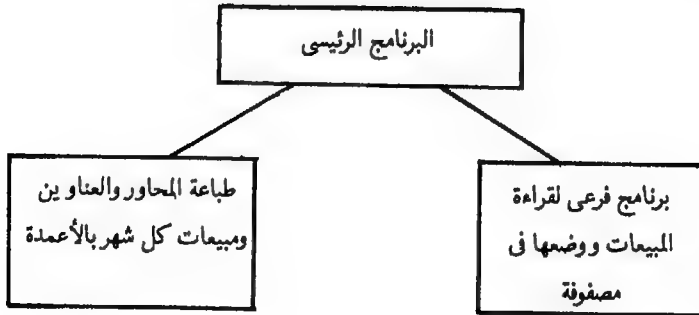 البرنامج الرئيسى
برنامج فرعى لقراءة
المبيعات ووضعها فى
مصفوفة
طباعة المحاور والعناوين
ومبيعات كل شهر بالأعمدة